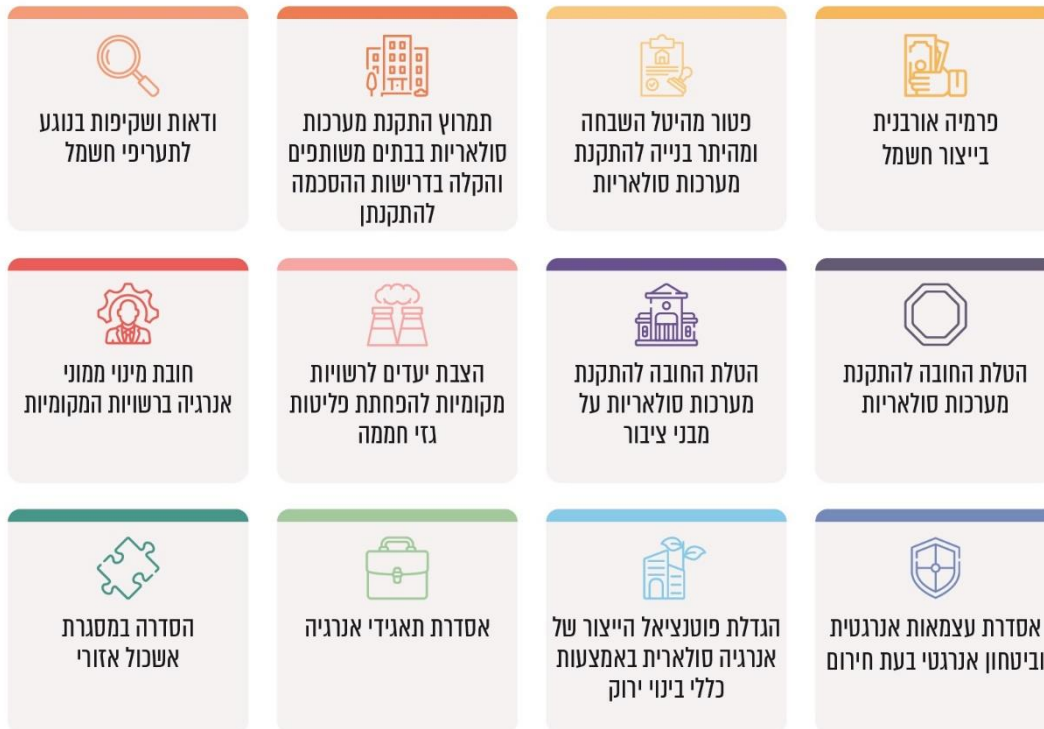 פרמיה אורבנית
בייצור חשמל
פטור מהיטל השבחה
ומהיתר בנייה להתקנת
מערכות סולאריות
תמרוץ התקנת מערכות
סולאריות בבתים משותפים
והקלה בדרישות ההסכמה
להתקנתן
ודאות ושקיפות בנוגע
לתעריפי חשמל
הטלת החובה להתקנת
מערכות סולאריות
הטלת החובה להתקנת
מערכות סולאריות על
מבני ציבור
הצבת יעדים לרשויות
מקומיות להפחתת פליטות
גזי חממה
חובת מינוי ממוני
אנרגיה ברשויות המקומיות
אסדרת עצמאות אנרגטית
וביטחון אנרגטי בעת חירום
הגדלת פוטנציאל הייצור של
אנרגיה סולארית באמצעות
כללי בינוי ירוק
אסדרת תאגידי אנרגיה
הסדרה במסגרת
אשכול אזורי